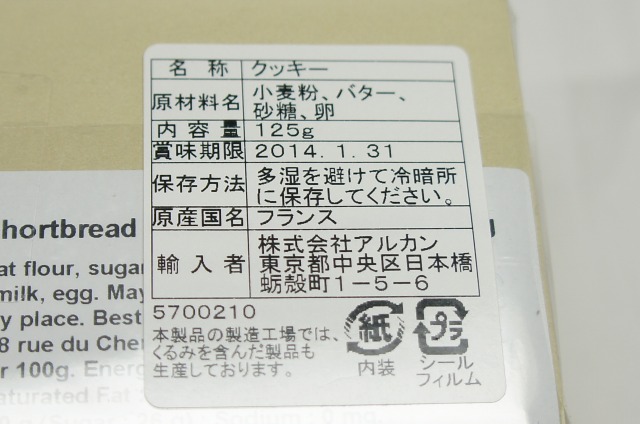 名称 クッキー
原材料名 小麦粉、バター、
砂糖、卵
内容量 125g
賞味期限 2014.1.31
保存方法 多湿を避けて冷暗所
に保存してください。
原産国名 フランス
輸入者 株式会社アルカン
東京都中央区日本橋
蛎殻町1-5-6
5700210
本製品の製造工場では、
くるみを含んだ製品も
生産しております。
紙
内装
プラ
シール
フィルム
hortbread
at flour, sugar
milk, egg. May
y place. Best
8 rue du Cher
er 100g. Energ
aturated Fat